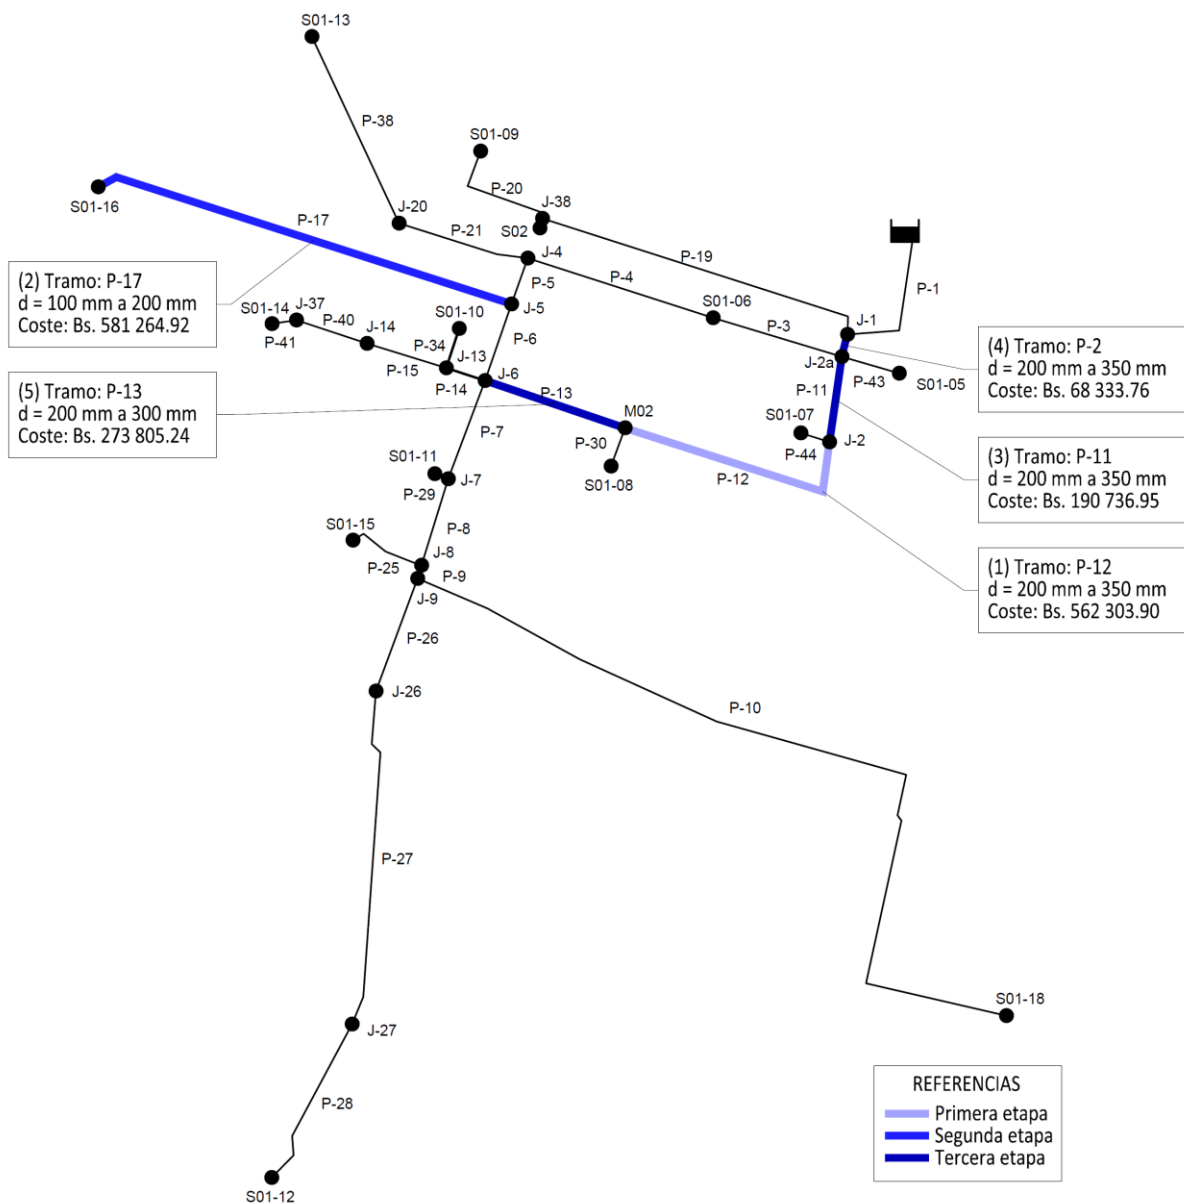 S01-13
P-38
S01-09
P-20
J-38
S02
J-20
P-21
J-4
S01-16
P-17
P-5
P-4
P-19
P-1
(2) Tramo: P-17
d = 100 mm a 200 mm
Coste: Bs. 581 264.92
J-5
S01-06
P-3
J-1
S01-14
J-37
P-40
P-41
J-14
S01-10
P-34
J-13
P-6
P-15
P-14
J-6
P-13
J-2a
P-43
S01-05
P-11
(4) Tramo: P-2
d = 200 mm a 350 mm
Coste: Bs. 68 333.76
(5) Tramo: P-13
d = 200 mm a 300 mm
Coste: Bs. 273 805.24
M02
S01-07
P-44
J-2
P-7
P-30
S01-08
P-12
S01-11
P-29
J-7
(3) Tramo: P-11
d = 200 mm a 350 mm
Coste: Bs. 190 736.95
S01-15
P-8
P-25
J-8
P-9
J-9
(1) Tramo: P-12
d = 200 mm a 350 mm
Coste: Bs. 562 303.90
P-26
J-26
P-10
P-27
S01-18
J-27
P-28
S01-12
REFERENCIAS
Primera etapa
Segunda etapa
Tercera etapa